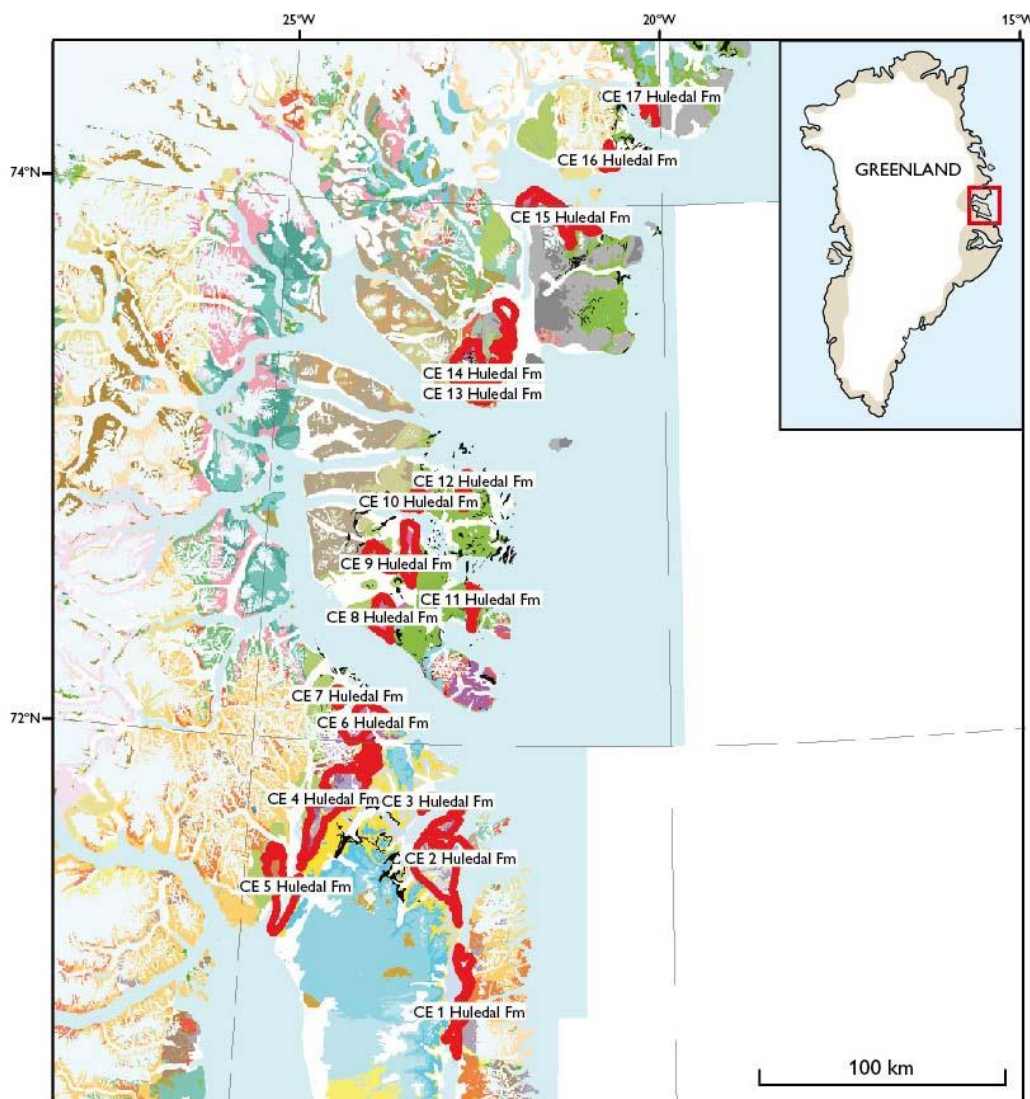 25°W
20°W
15°W
CE 17 Huledal Fm
GREENLAND
CE 16 Huledal Fm
74°N
CE 15 Huledal Fm
CE 14 Huledal Fm
CE 13 Huledal Fm
CE 12 Huledal Fm
CE 10 Huledal Fm
CE 9 Huledal Fm
CE 11 Huledal Fm
CE 8 Huledal Fm
CE 7 Huledal Fm
72°N
CE 6 Huledal Fm
CE 4 Huledal Fm
CE 3 Huledal Fm
CE 2 Huledal Fm
CE 5 Huledal Fm
CE 1 Huledal Fm
100 km